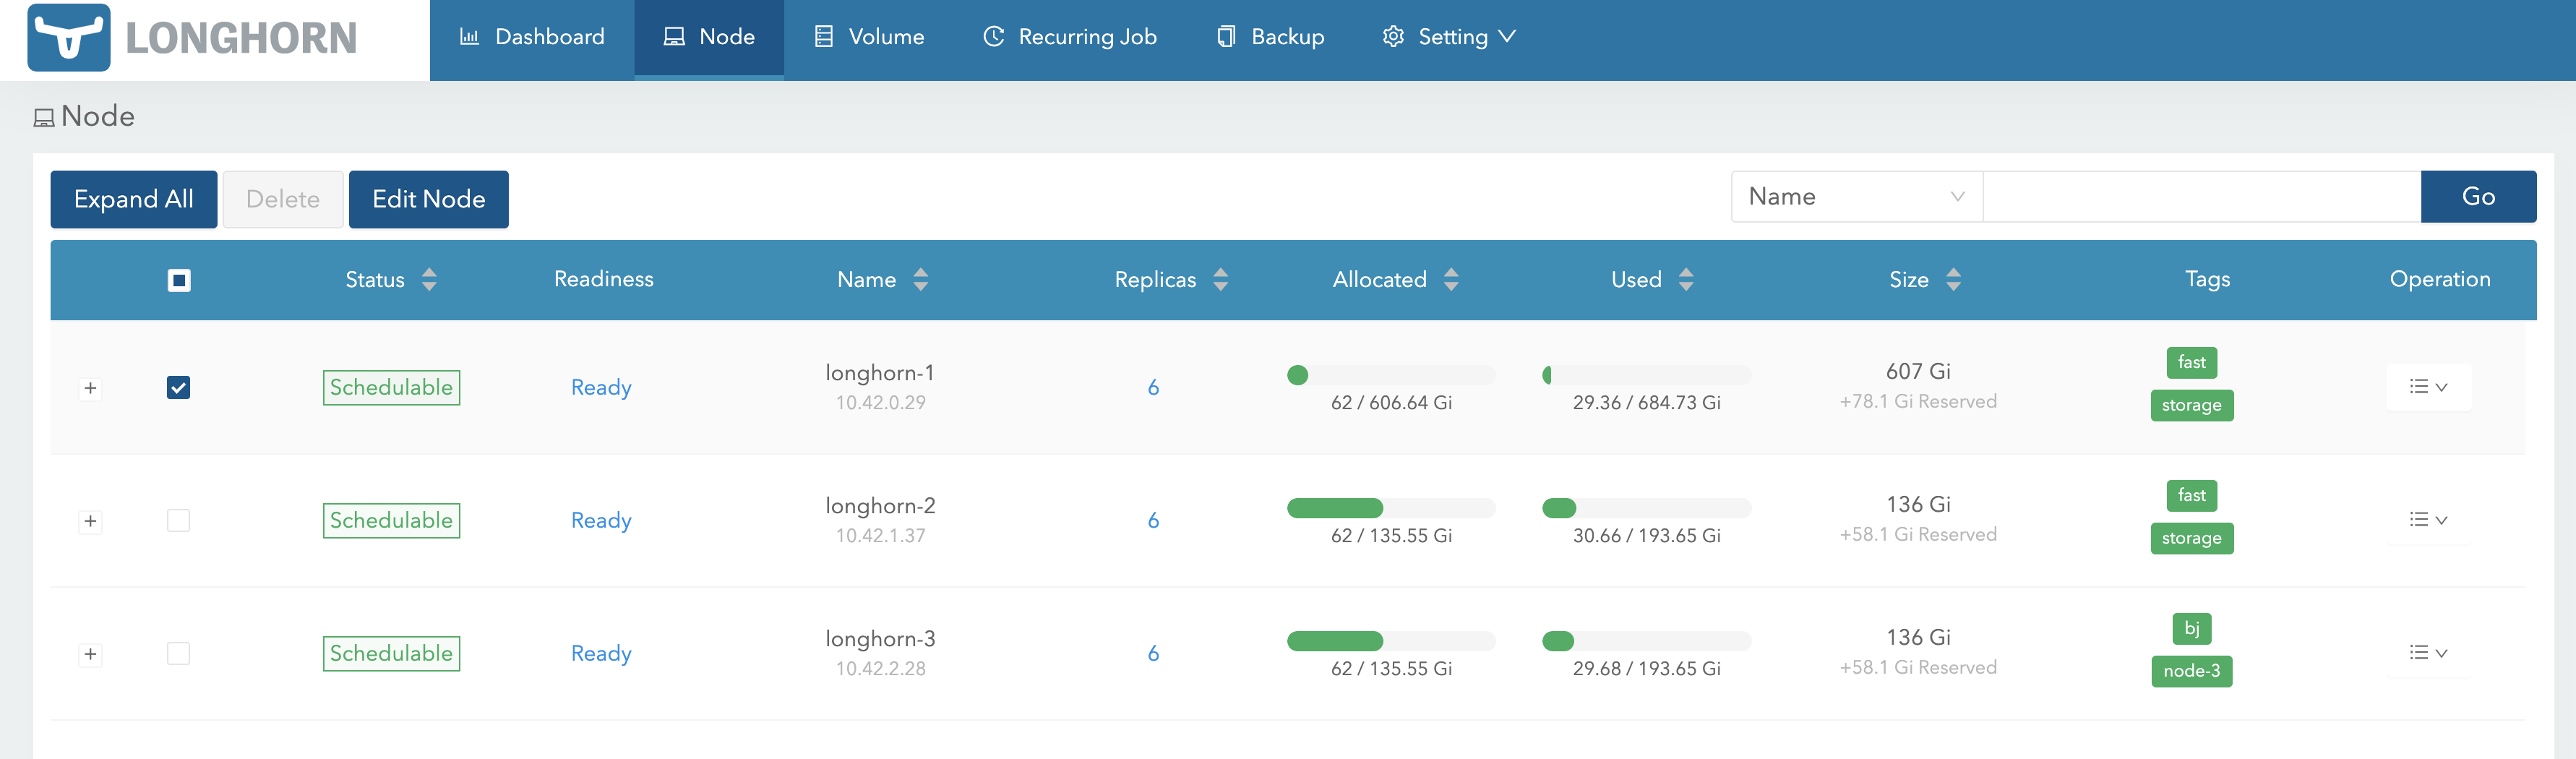 LONGHORN
Dashboard Node Volume Recurring Job Backup Setting
Node
Expand All Delete Edit Node Name Go
Status Readiness Name Replicas Allocated Used Size Tags Operation
Schedulable Ready longhorn-1 6 62 / 606.64 Gi 29.36 / 684.73 Gi 607 Gi fast
10.42.0.29 +78.1 Gi Reserved storage
Schedulable Ready longhorn-2 6 62 / 135.55 Gi 30.66 / 193.65 Gi 136 Gi fast
10.42.1.37 +58.1 Gi Reserved storage
Schedulable Ready longhorn-3 6 62 / 135.55 Gi 29.68 / 193.65 Gi 136 Gi bj
10.42.2.28 +58.1 Gi Reserved node-3